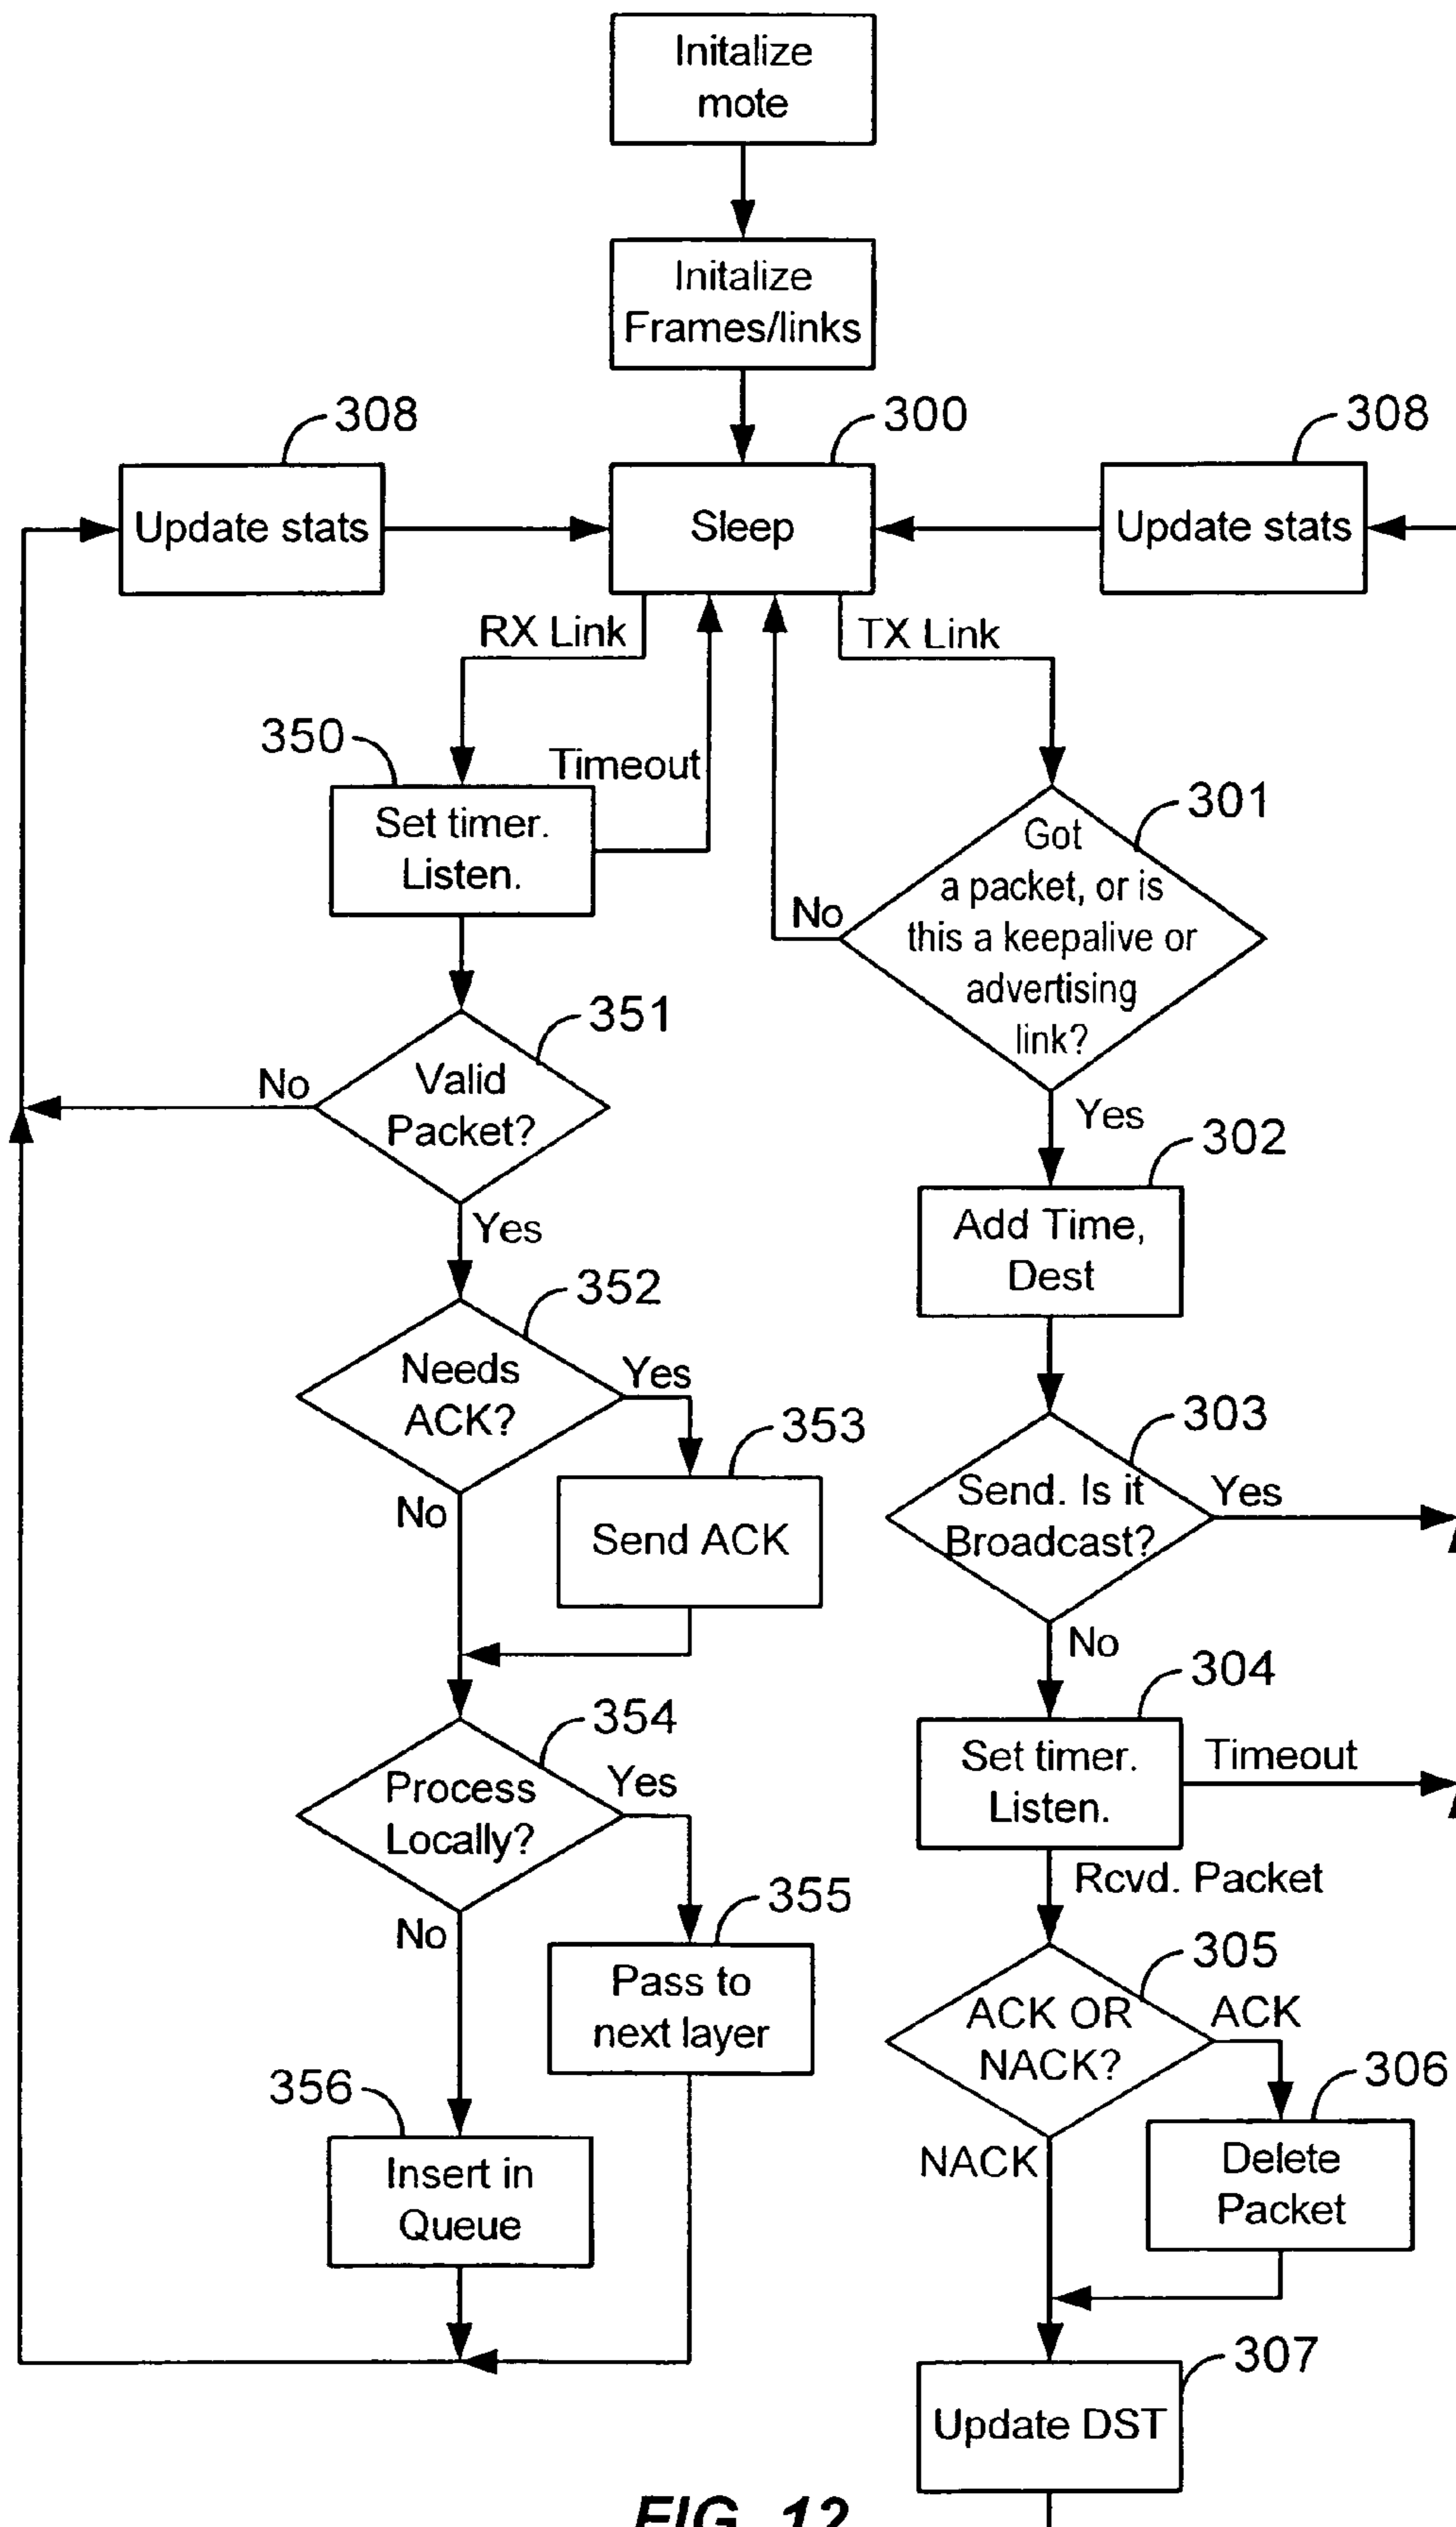 Initalize
mote
Initalize
Frames/links
308
300
308
Update stats
Sleep
Update stats
RX Link
TX Link
350
Timeout
Set timer.
Listen.
301
Got
a packet, or is
this a keepalive or
advertising
link?
No
Yes
351
Valid
Packet?
No
Yes
302
Add Time,
Dest
352
Needs
ACK?
Yes
No
353
Send ACK
303
Send. Is it
Broadcast?
Yes
No
304
Set timer.
Listen.
Timeout
Rcvd. Packet
354
Process
Locally?
Yes
No
355
Pass to
next layer
305
ACK OR
NACK?
ACK
NACK
306
Delete
Packet
356
Insert in
Queue
307
Update DST
FIG. 12